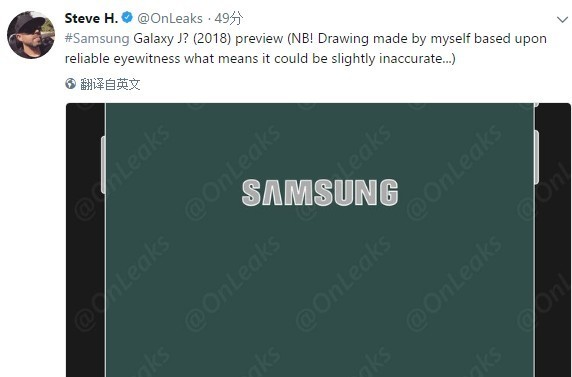 Steve H. @OnLeaks · 49分
#Samsung Galaxy J? (2018) preview (NB! Drawing made by myself based upon
reliable eyewitness what means it could be slightly inaccurate...)
翻译自英文
SAMSUNG
@OnLeaks @OnLeaks @OnLeaks @OnLeaks @OnLeaks
@OnLeaks @OnLeaks @OnLeaks @OnLeaks @OnLeaks